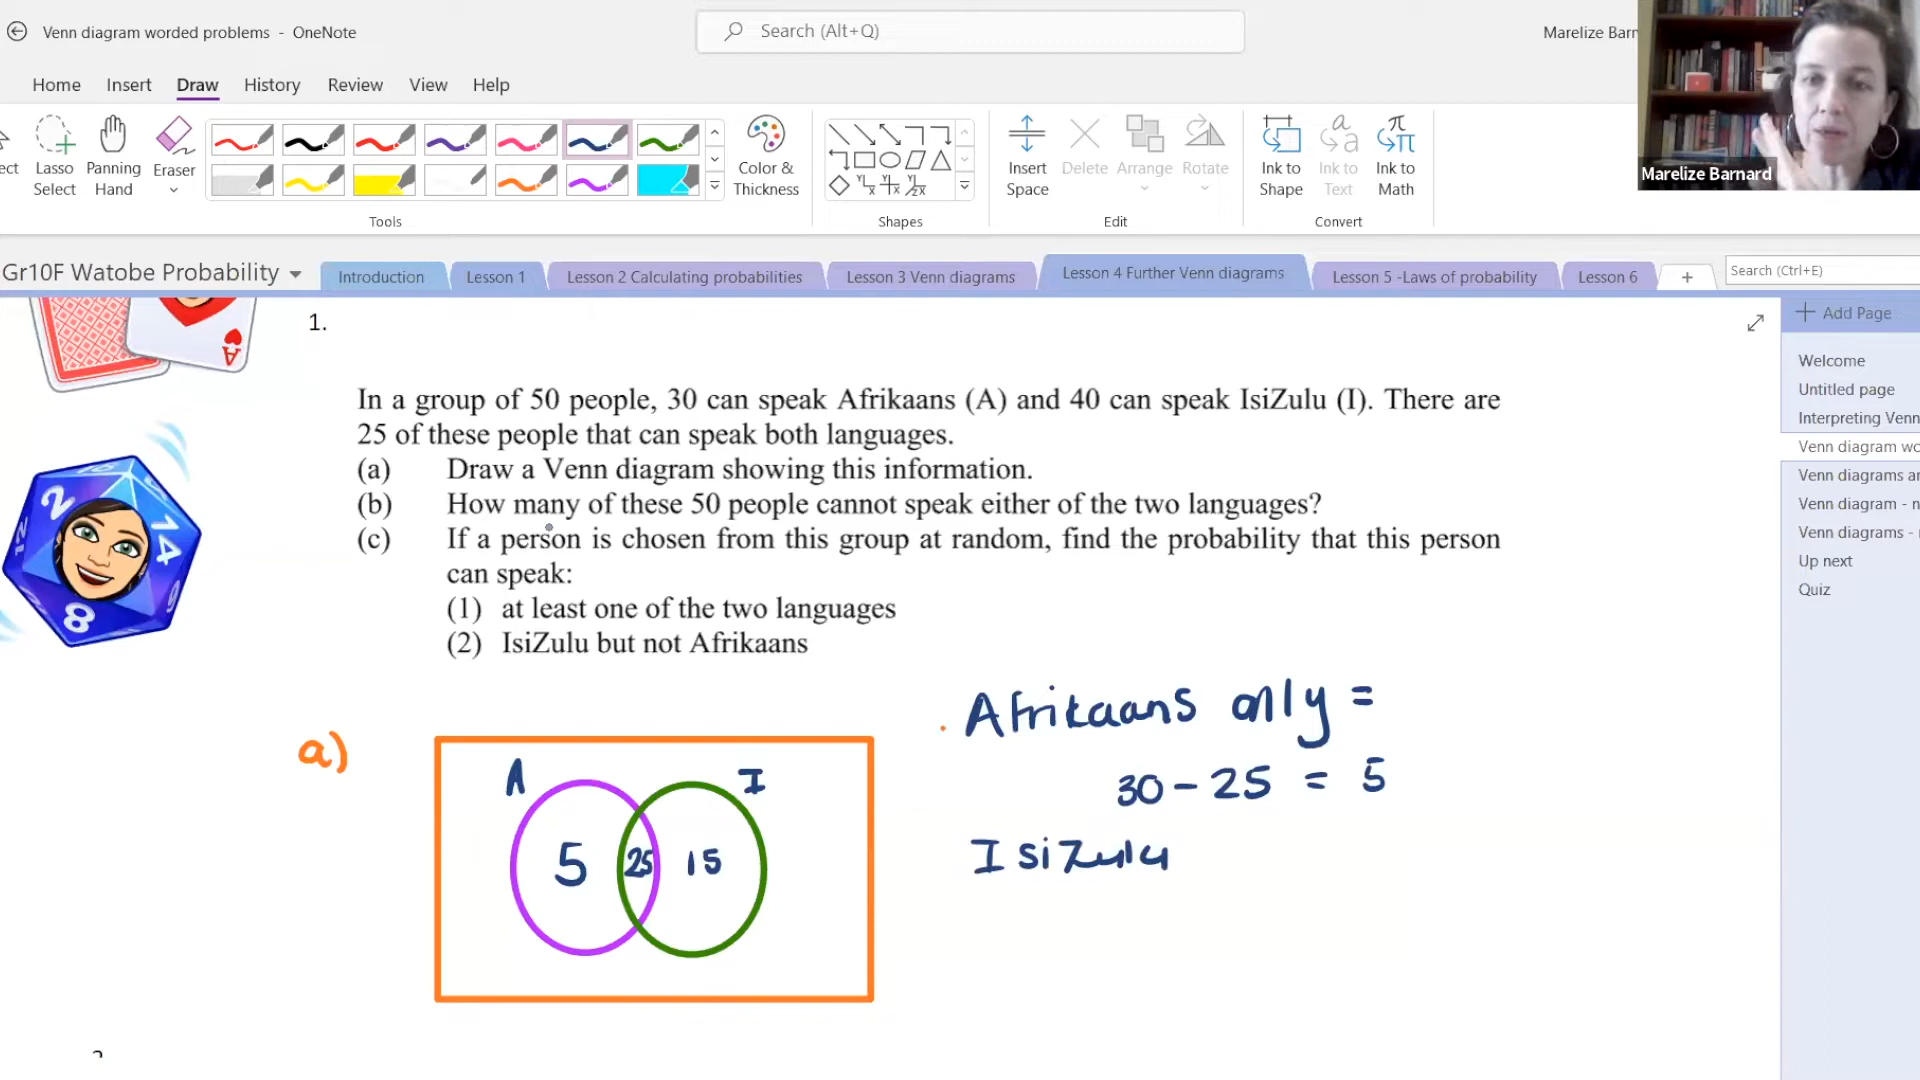 Venn diagram worded problems - OneNote
Search (Alt+Q)
Marelize Barn
Home Insert Draw History Review View Help
Lasso Select
Panning Hand
Eraser
Color & Thickness
Insert Space
Delete
Arrange
Rotate
Ink to Shape
Ink to Text
Ink to Math
Marelize Barnard
Tools Shapes Edit Convert
Gr10F Watobe Probability
Introduction Lesson 1 Lesson 2 Calculating probabilities Lesson 3 Venn diagrams Lesson 4 Further Venn diagrams Lesson 5 -Laws of probability Lesson 6 +
Search (Ctrl+E)
Add Page
Welcome
Untitled page
Interpreting Venn
Venn diagram wo
Venn diagrams a
Venn diagram - n
Venn diagrams -
Up next
Quiz
1.
In a group of 50 people, 30 can speak Afrikaans (A) and 40 can speak IsiZulu (I). There are
25 of these people that can speak both languages.
(a) Draw a Venn diagram showing this information.
(b) How many of these 50 people cannot speak either of the two languages?
(c) If a person is chosen from this group at random, find the probability that this person
can speak:
(1) at least one of the two languages
(2) IsiZulu but not Afrikaans
a)
A I
5 25 15
Afrikaans only =
30 - 25 = 5
IsiZulu